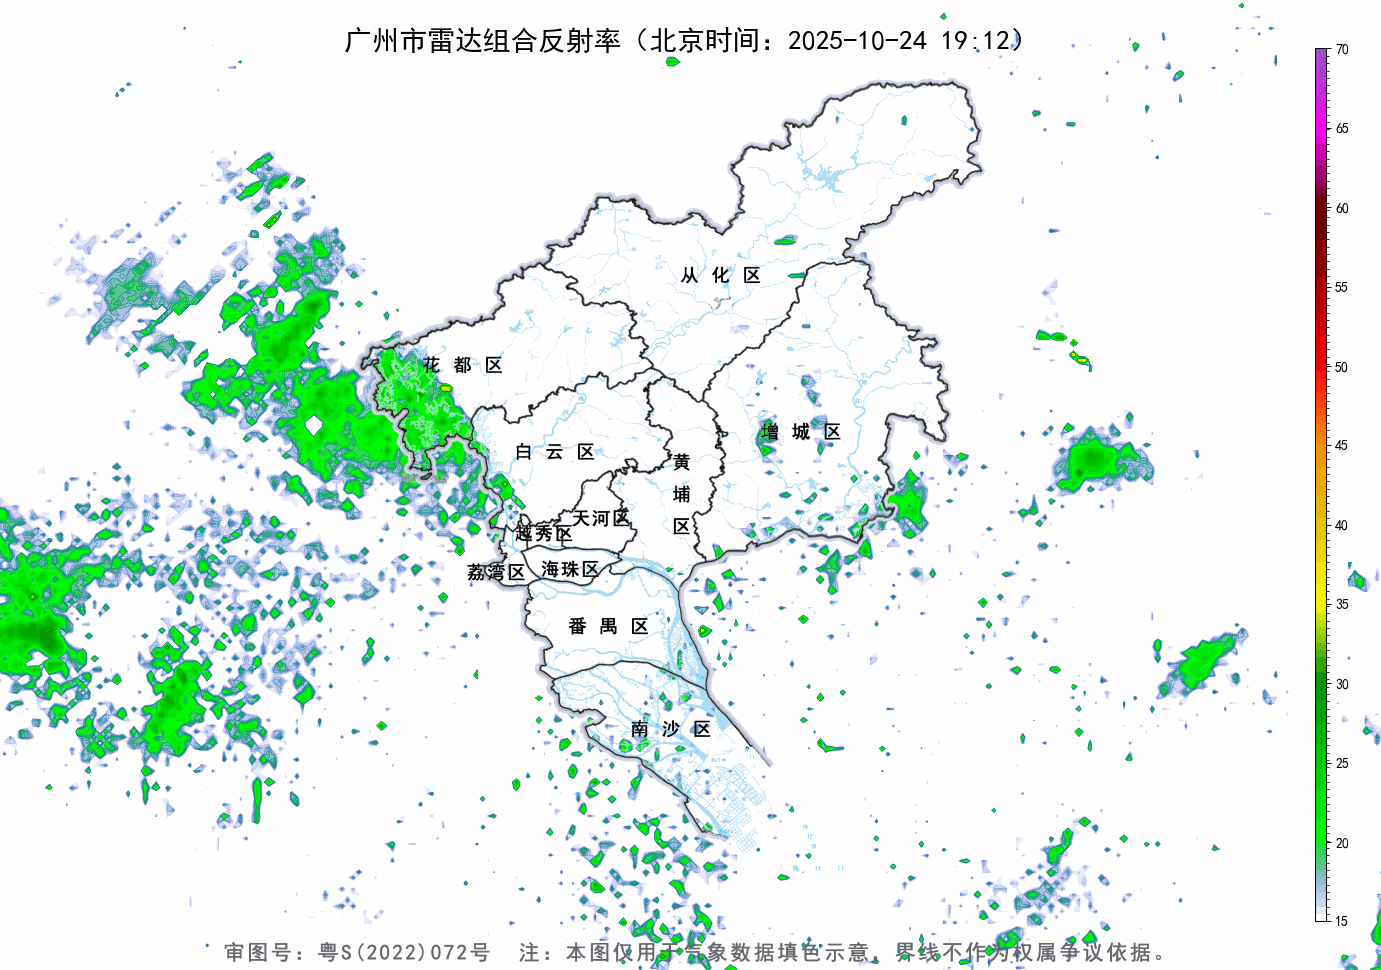 广州市雷达组合反射率（北京时间：2025-10-24 19:12）
70
65
60
55
50
45
40
35
30
25
20
15
从化区
花都区
增城区
白云区
黄埔区
天河区
越秀区
海珠区
荔湾区
番禺区
南沙区
审图号：粤S(2022)072号 注：本图仅用于气象数据填色示意，界线不作为权属争议依据。